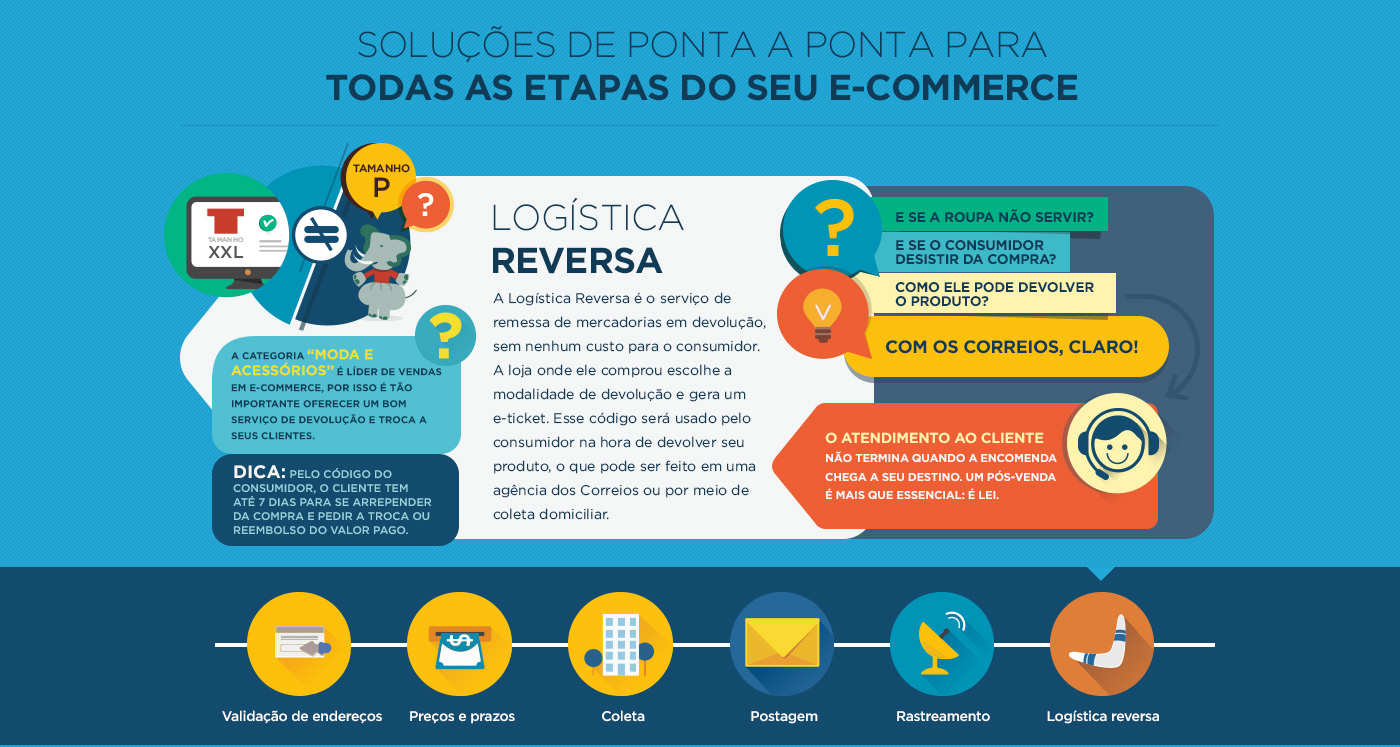 SOLUÇÕES DE PONTA A PONTA PARA
TODAS AS ETAPAS DO SEU E-COMMERCE
TAMANHO
XXL
TAMANHO
P
?
A CATEGORIA “MODA E
ACESSÓRIOS” É LÍDER DE VENDAS
EM E-COMMERCE, POR ISSO É TÃO
IMPORTANTE OFERECER UM BOM
SERVIÇO DE DEVOLUÇÃO E TROCA A
SEUS CLIENTES.
?
DICA: PELO CÓDIGO DO
CONSUMIDOR, O CLIENTE TEM
ATÉ 7 DIAS PARA SE ARREPENDER
DA COMPRA E PEDIR A TROCA OU
REEMBOLSO DO VALOR PAGO.
LOGÍSTICA
REVERSA
A Logística Reversa é o serviço de
remessa de mercadorias em devolução,
sem nenhum custo para o consumidor.
A loja onde ele comprou escolhe a
modalidade de devolução e gera um
e-ticket. Esse código será usado pelo
consumidor na hora de devolver seu
produto, o que pode ser feito em uma
agência dos Correios ou por meio de
coleta domiciliar.
?
E SE A ROUPA NÃO SERVIR?
E SE O CONSUMIDOR
DESISTIR DA COMPRA?
COMO ELE PODE DEVOLVER
O PRODUTO?
COM OS CORREIOS, CLARO!
O ATENDIMENTO AO CLIENTE
NÃO TERMINA QUANDO A ENCOMENDA
CHEGA A SEU DESTINO. UM PÓS-VENDA
É MAIS QUE ESSENCIAL: É LEI.
$
Validação de endereços
Preços e prazos
Coleta
Postagem
Rastreamento
Logística reversa